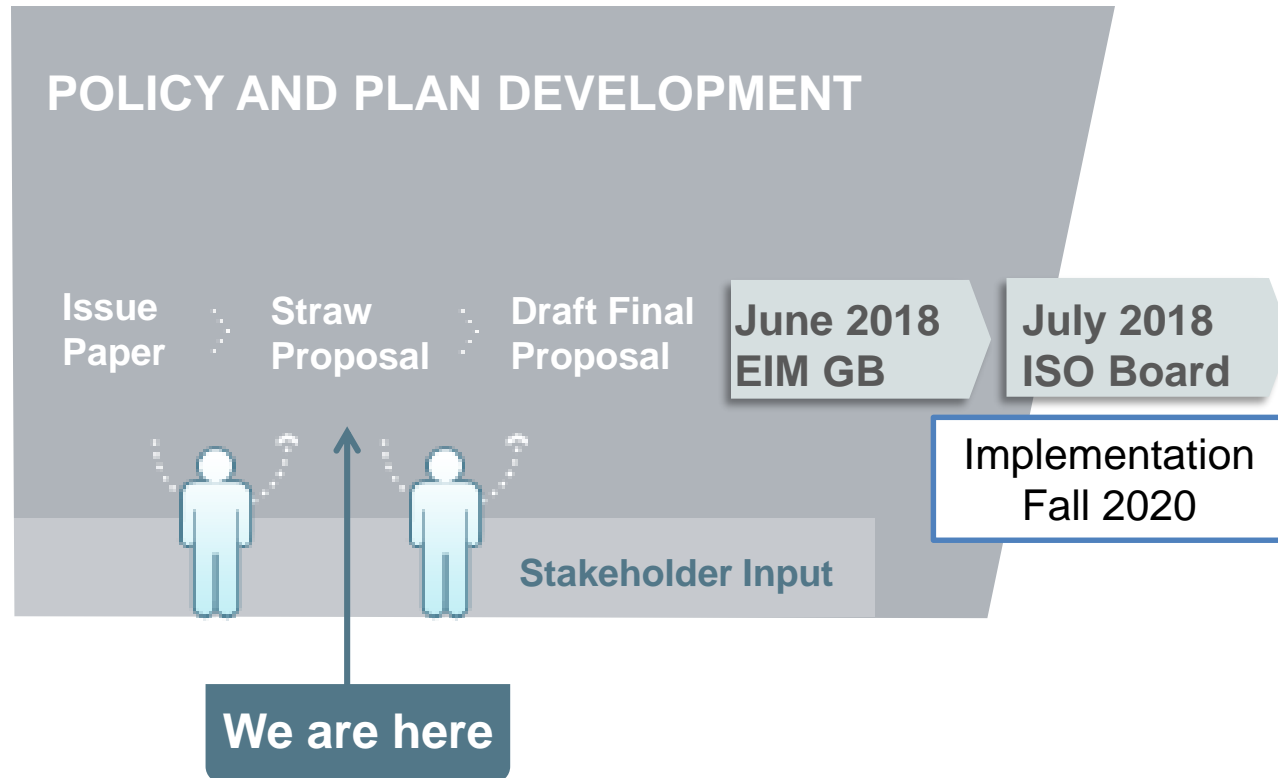 POLICY AND PLAN DEVELOPMENT
Issue
Paper
Straw
Proposal
Draft Final
Proposal
June 2018
EIM GB
July 2018
ISO Board
Implementation
Fall 2020
Stakeholder Input
We are here